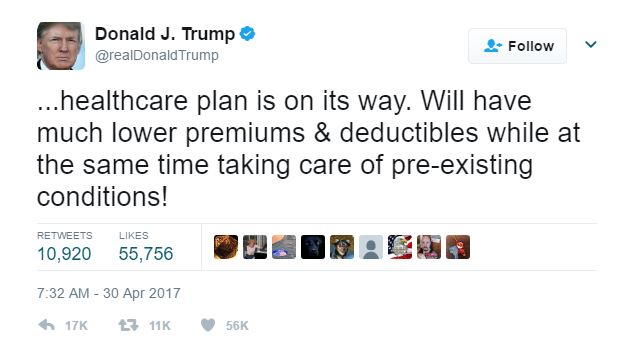 Donald J. Trump
@realDonaldTrump
Follow
...healthcare plan is on its way. Will have
much lower premiums & deductibles while at
the same time taking care of pre-existing
conditions!
RETWEETS LIKES
10,920 55,756
7:32 AM - 30 Apr 2017
17K 11K 56K